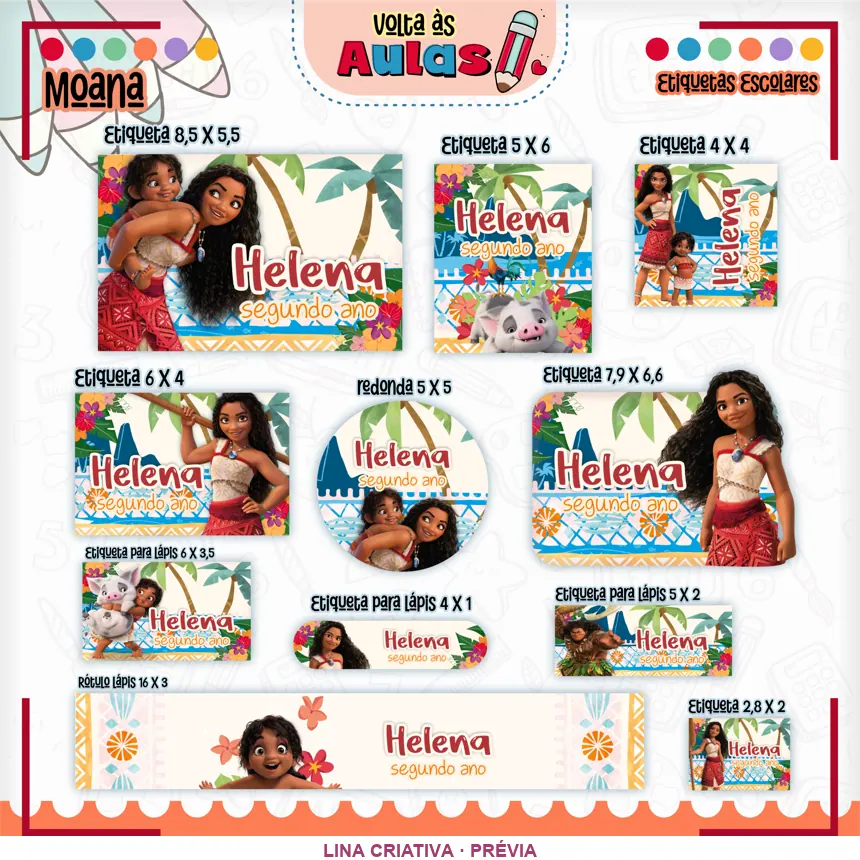 Volta às
Aulas
Moana
Etiquetas Escolares
Etiqueta 8,5 X 5,5
Helena
segundo ano
Etiqueta 5 X 6
Helena
segundo ano
Etiqueta 4 X 4
Helena
segundo ano
Etiqueta 6 X 4
Helena
segundo ano
redonda 5 X 5
Helena
segundo ano
Etiqueta 7,9 X 6,6
Helena
segundo ano
Etiqueta para Lápis 6 X 3,5
Helena
segundo ano
Etiqueta para Lápis 4 X 1
Helena
segundo ano
Etiqueta para Lápis 5 X 2
Helena
segundo ano
Rótulo Lápis 16 X 3
Helena
segundo ano
Etiqueta 2,8 X 2
Helena
segundo ano
LINA CRIATIVA · PRÉVIA